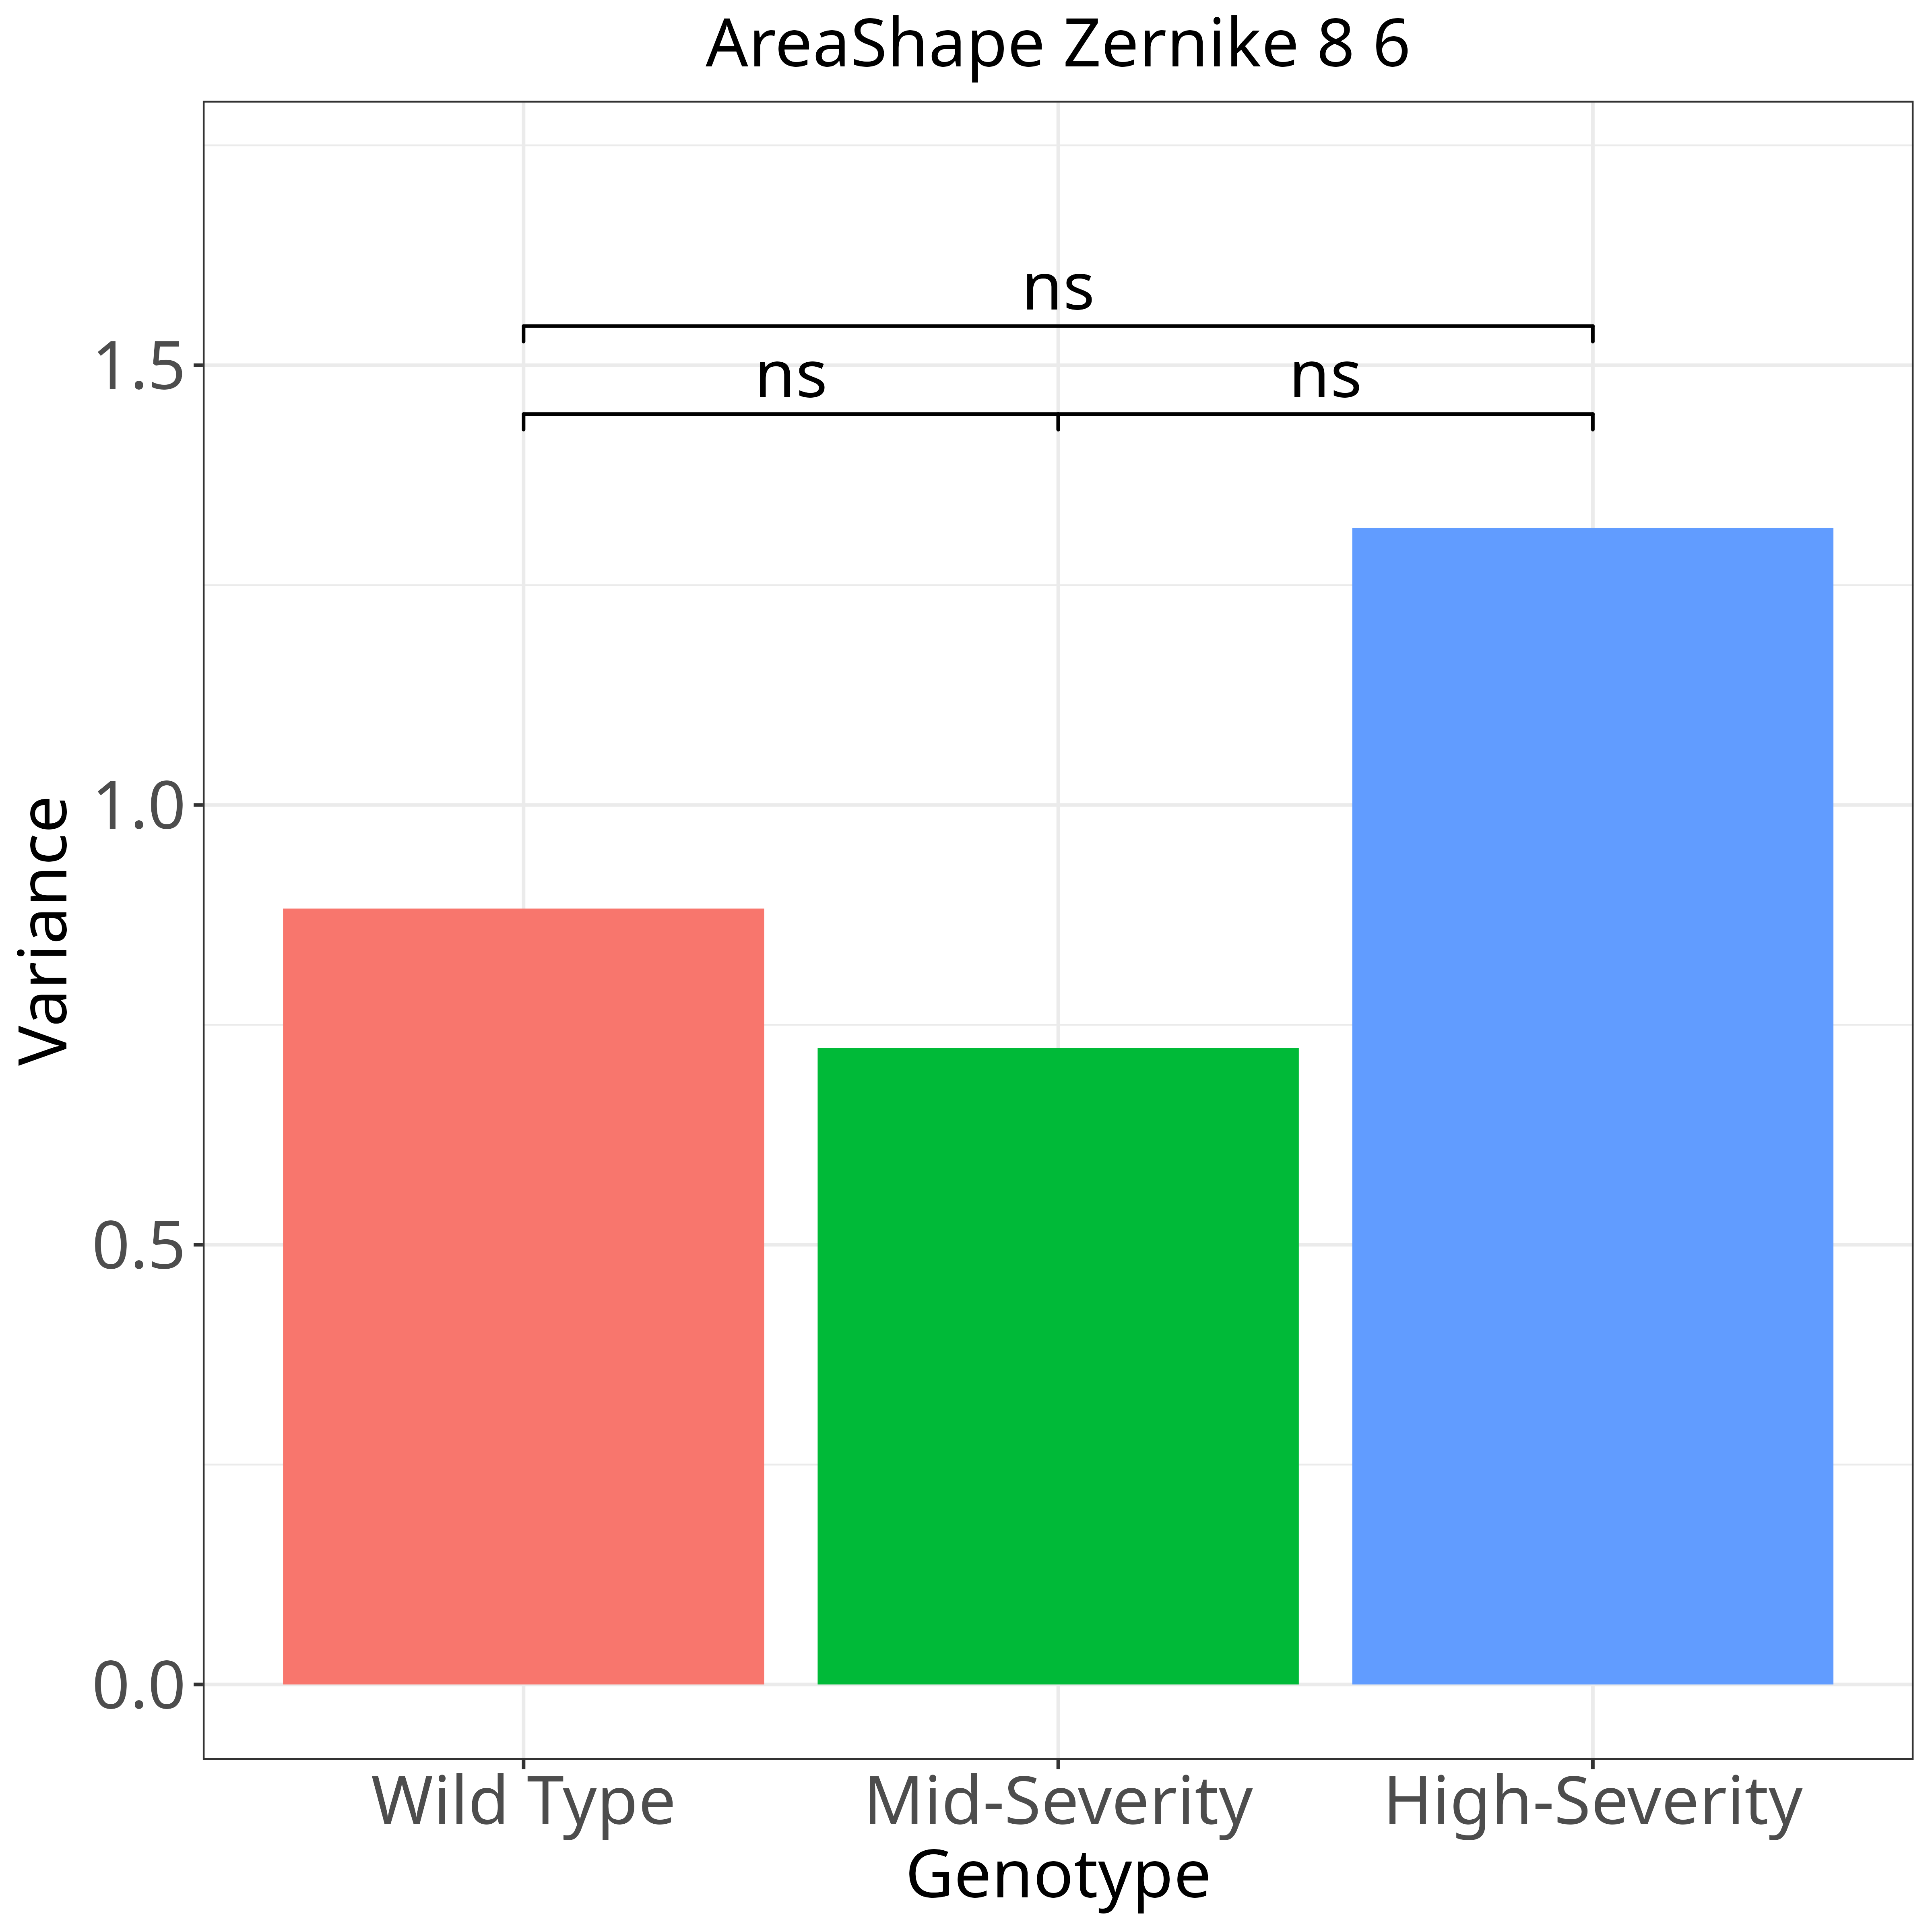 AreaShape Zernike 8 6
ns
ns ns
1.5
1.0
0.5
0.0
Variance
Wild Type Mid-Severity High-Severity
Genotype